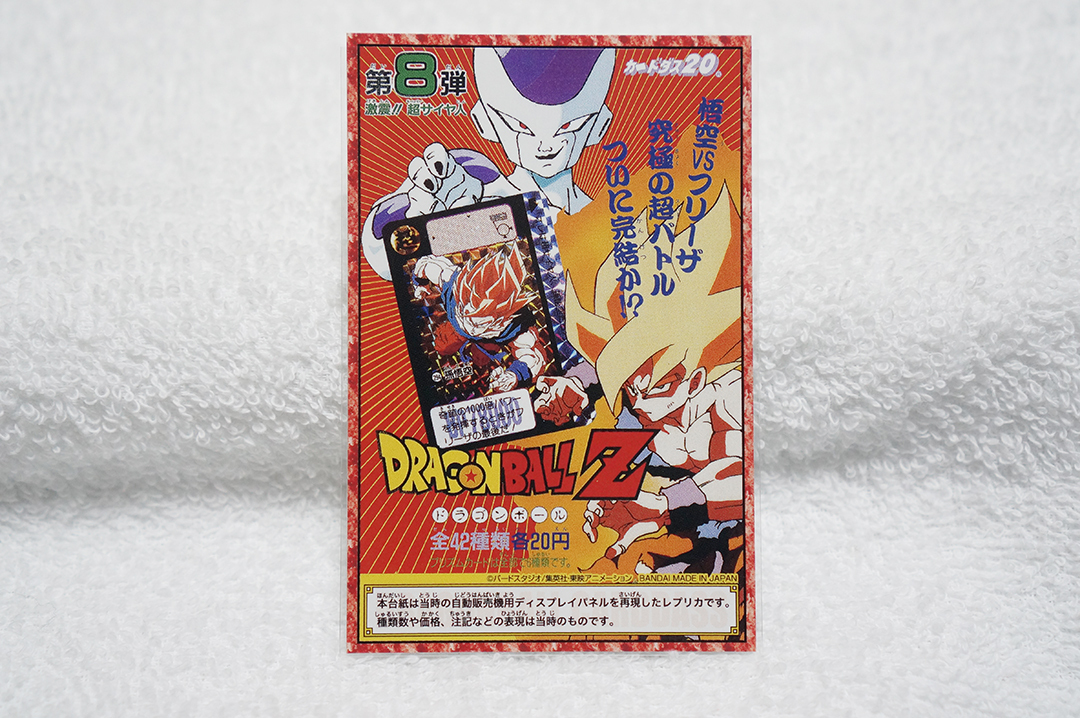 第8弾
激震!! 超サイヤ人
カードダス20
悟空VSフリーザ
究極の超バトル
ついに完結か!?
孫悟空
DRAGONBALL Z
ドラゴンボール
全42種類各20円
©バードスタジオ/集英社・東映アニメーション BANDAI MADE IN JAPAN
本台紙は当時の自動販売機用ディスプレイパネルを再現したレプリカです。
種類数や価格、注記などの表現は当時のものです。